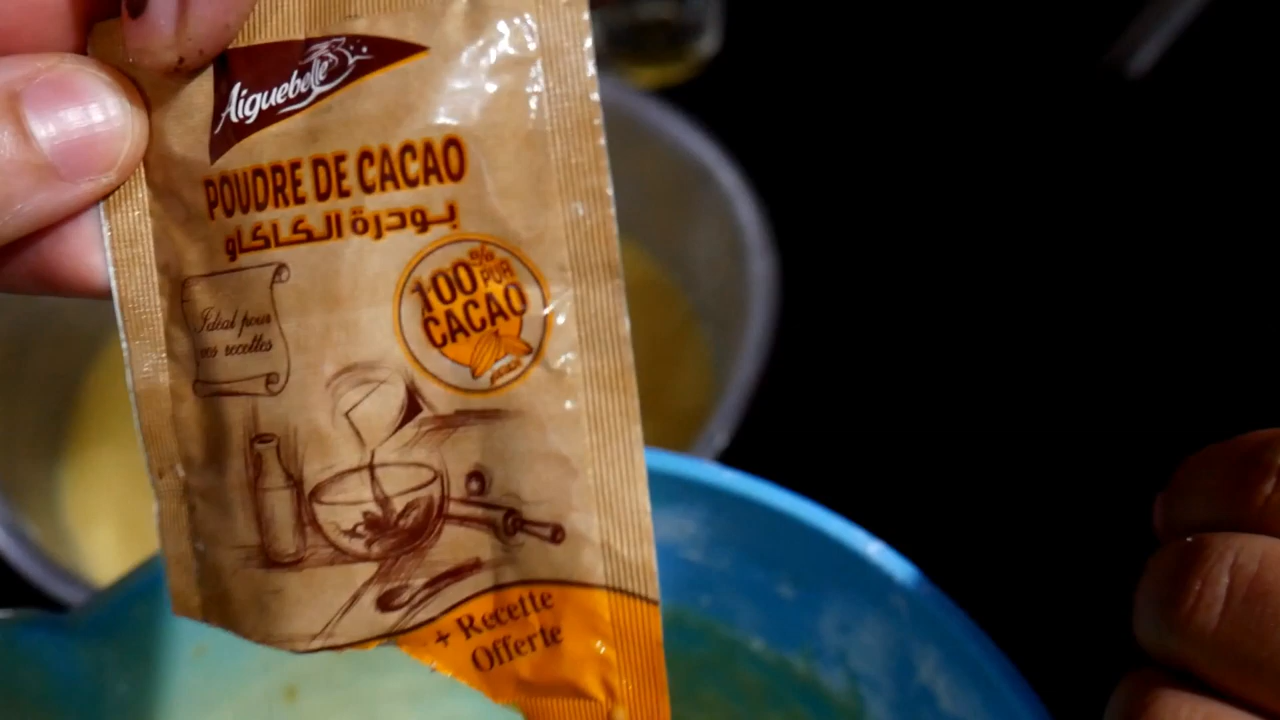 Aiguebelle
POUDRE DE CACAO
بودرة الكاكاو
Idéal pour
vos recettes
100%
PUR
CACAO
+ Recette
Offerte